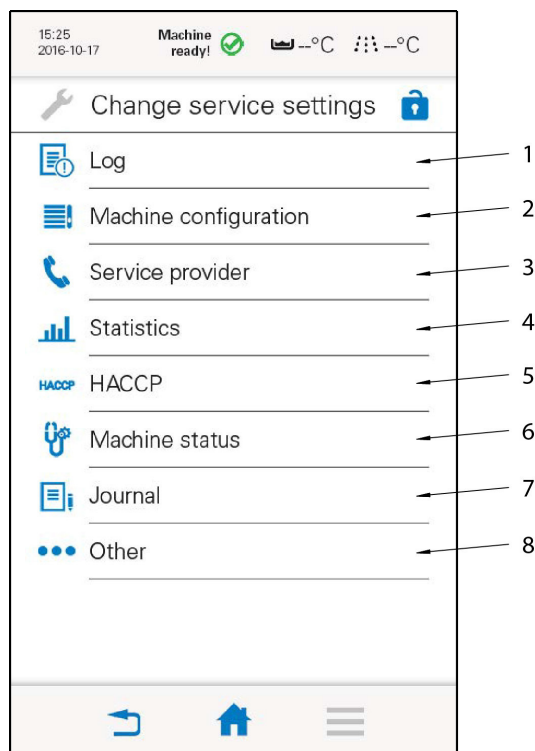 15:25
2016-10-17
Machine
ready!
--°C
--°C
Change service settings
Log
1
Machine configuration
2
Service provider
3
Statistics
4
HACCP HACCP
5
Machine status
6
Journal
7
Other
8